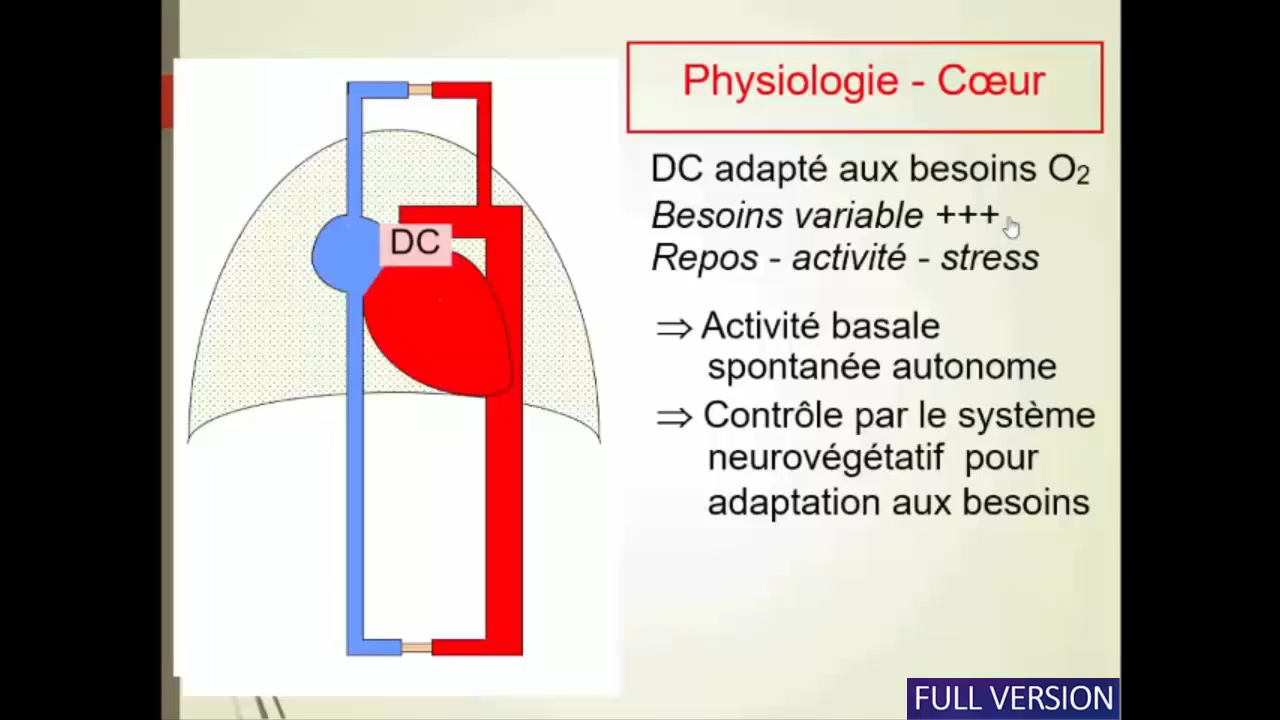 Physiologie - Cœur
DC
DC adapté aux besoins O₂
Besoins variable +++
Repos - activité - stress
⇒ Activité basale
spontanée autonome
⇒ Contrôle par le système
neurovégétatif pour
adaptation aux besoins
FULL VERSION